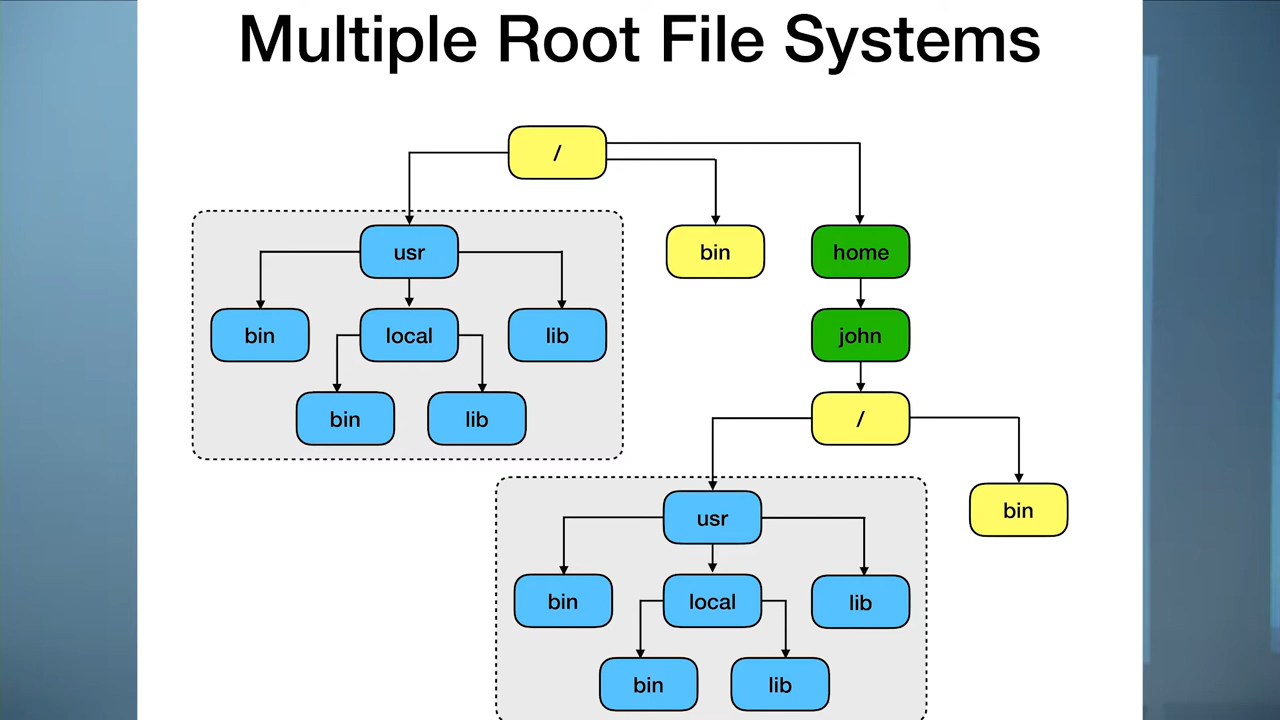 Multiple Root File Systems
/
usr
bin
home
bin
local
lib
john
bin
lib
/
usr
bin
bin
local
lib
bin
lib